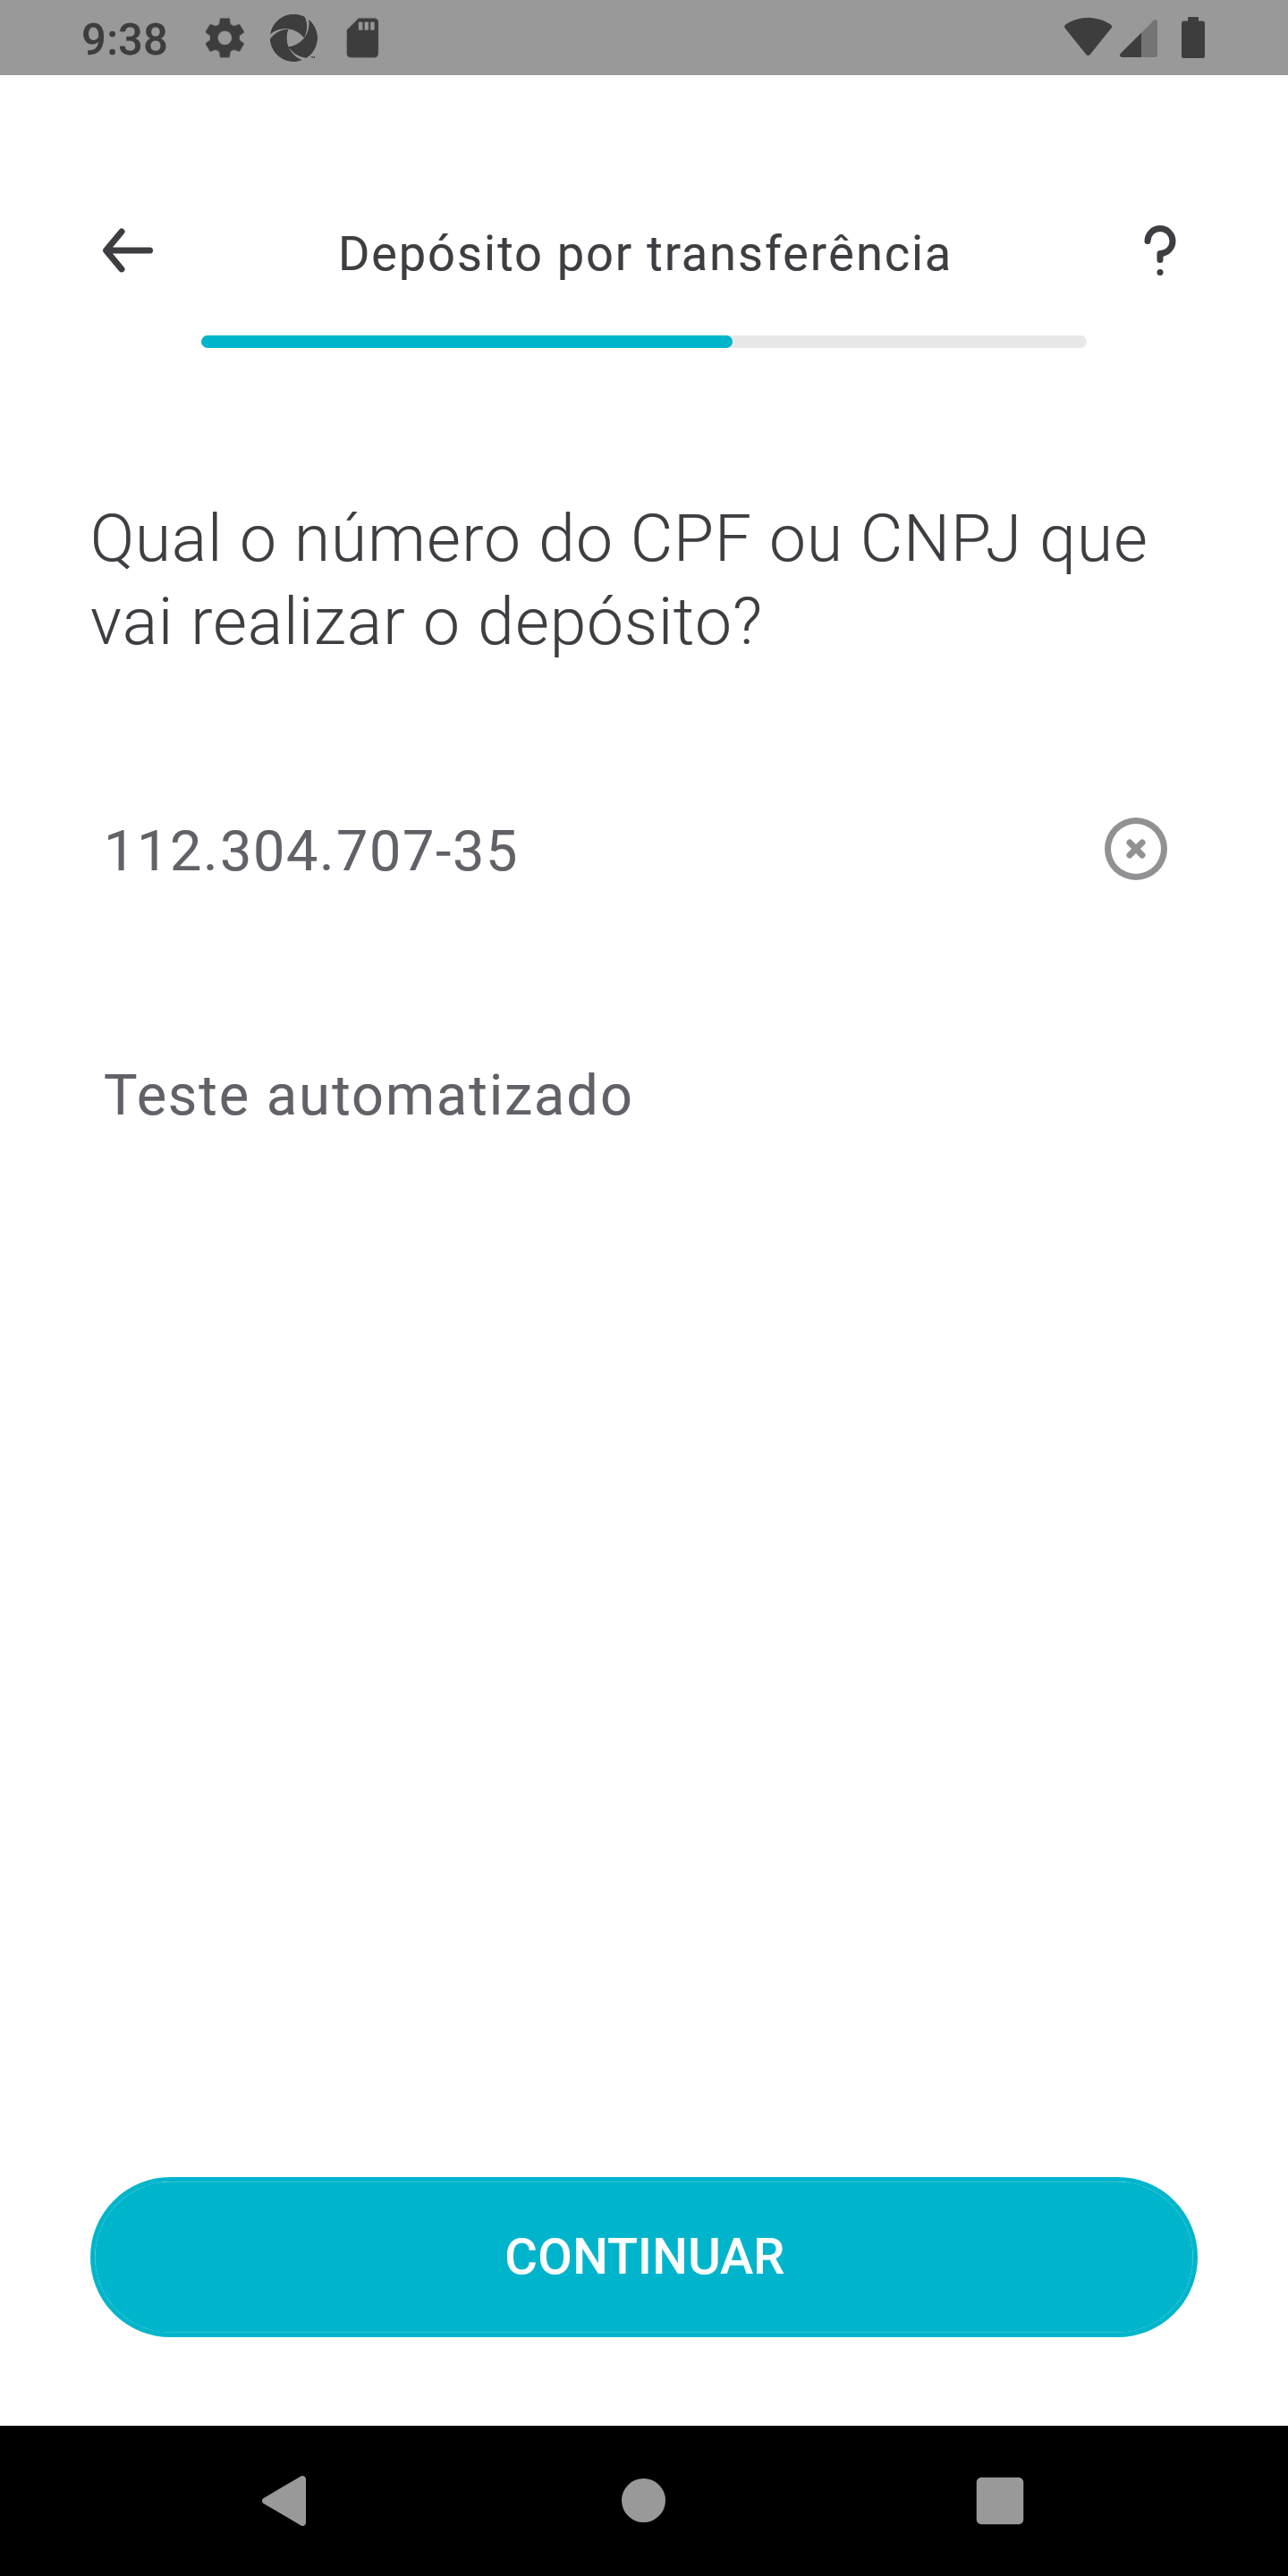 9:38
Depósito por transferência
Qual o número do CPF ou CNPJ que
vai realizar o depósito?
112.304.707-35
Teste automatizado
CONTINUAR